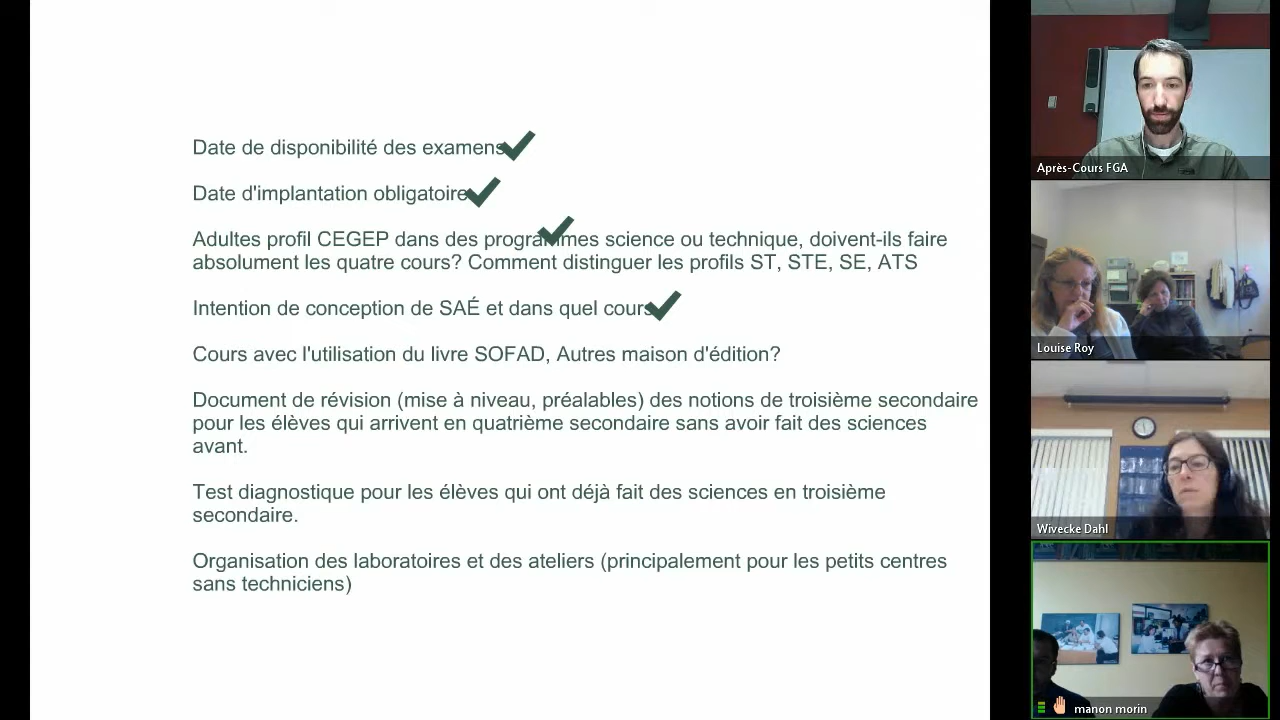 Date de disponibilité des examens
Date d'implantation obligatoire
Adultes profil CEGEP dans des programmes science ou technique, doivent-ils faire
absolument les quatre cours? Comment distinguer les profils ST, STE, SE, ATS
Intention de conception de SAÉ et dans quel cours
Cours avec l'utilisation du livre SOFAD, Autres maison d'édition?
Document de révision (mise à niveau, préalables) des notions de troisième secondaire
pour les élèves qui arrivent en quatrième secondaire sans avoir fait des sciences
avant.
Test diagnostique pour les élèves qui ont déjà fait des sciences en troisième
secondaire.
Organisation des laboratoires et des ateliers (principalement pour les petits centres
sans techniciens)
Après-Cours FGA
Louise Roy
Wivecke Dahl
manon morin